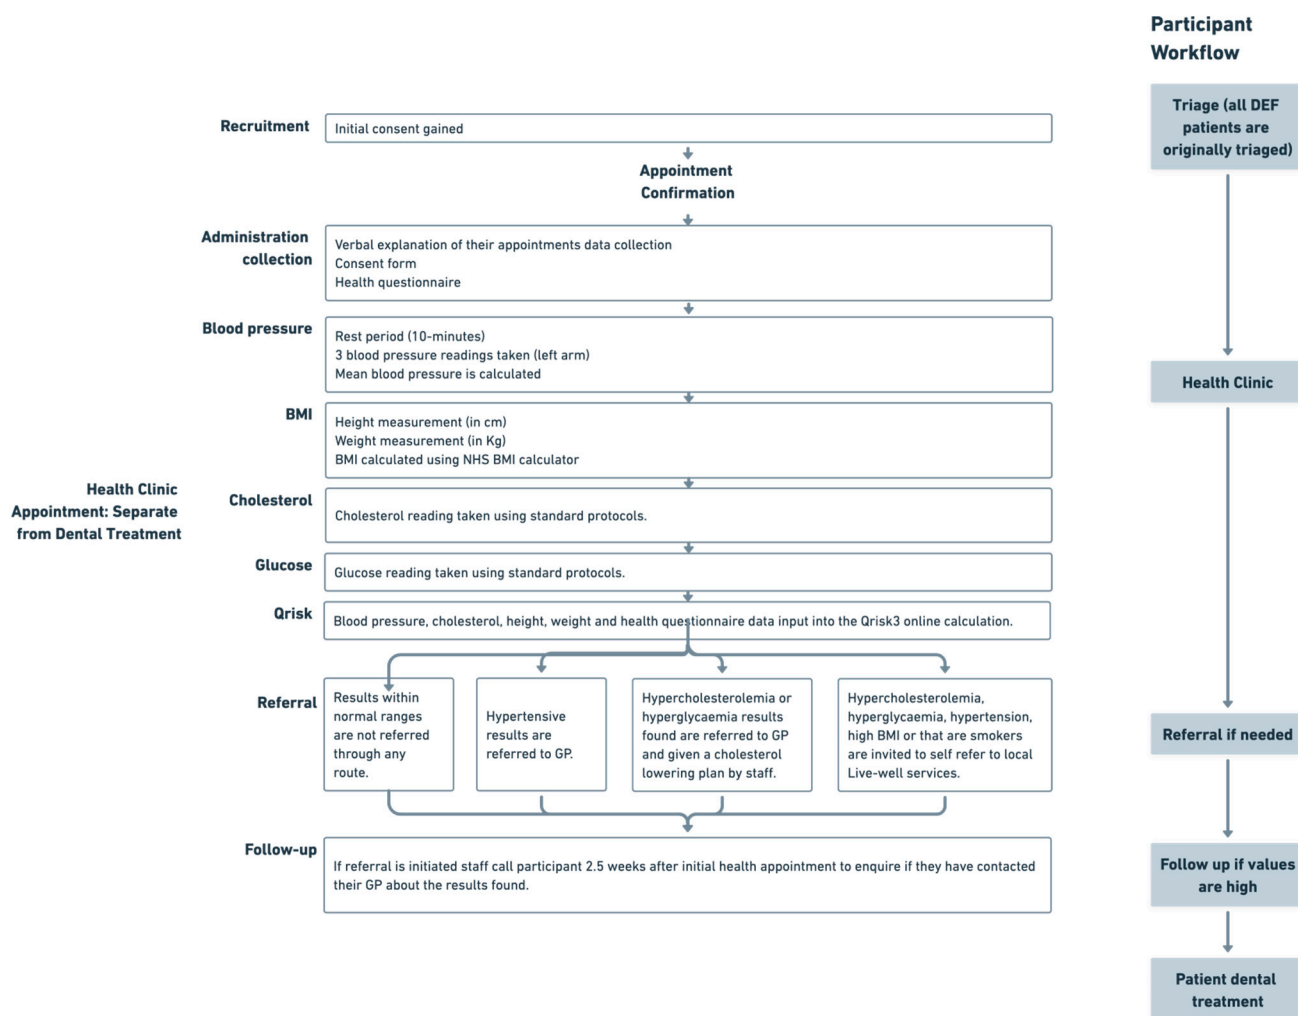 Participant
Workflow
Triage (all DEF
patients are
originally triaged)
Recruitment
Initial consent gained
Appointment
Confirmation
Administration
collection
Verbal explanation of their appointments data collection
Consent form
Health questionnaire
Blood pressure
Rest period (10-minutes)
3 blood pressure readings taken (left arm)
Mean blood pressure is calculated
Health Clinic
BMI
Height measurement (in cm)
Weight measurement (in Kg)
BMI calculated using NHS BMI calculator
Health Clinic
Appointment: Separate
from Dental Treatment
Cholesterol
Cholesterol reading taken using standard protocols.
Glucose
Glucose reading taken using standard protocols.
Qrisk
Blood pressure, cholesterol, height, weight and health questionnaire data input into the Qrisk3 online calculation.
Referral
Results within
normal ranges
are not referred
through any
route.
Hypertensive
results are
referred to GP.
Hypercholesterolemia or
hyperglycaemia results
found are referred to GP
and given a cholesterol
lowering plan by staff.
Hypercholesterolemia,
hyperglycaemia, hypertension,
high BMI or that are smokers
are invited to self refer to local
Live-well services.
Referral if needed
Follow-up
If referral is initiated staff call participant 2.5 weeks after initial health appointment to enquire if they have contacted
their GP about the results found.
Follow up if values
are high
Patient dental
treatment